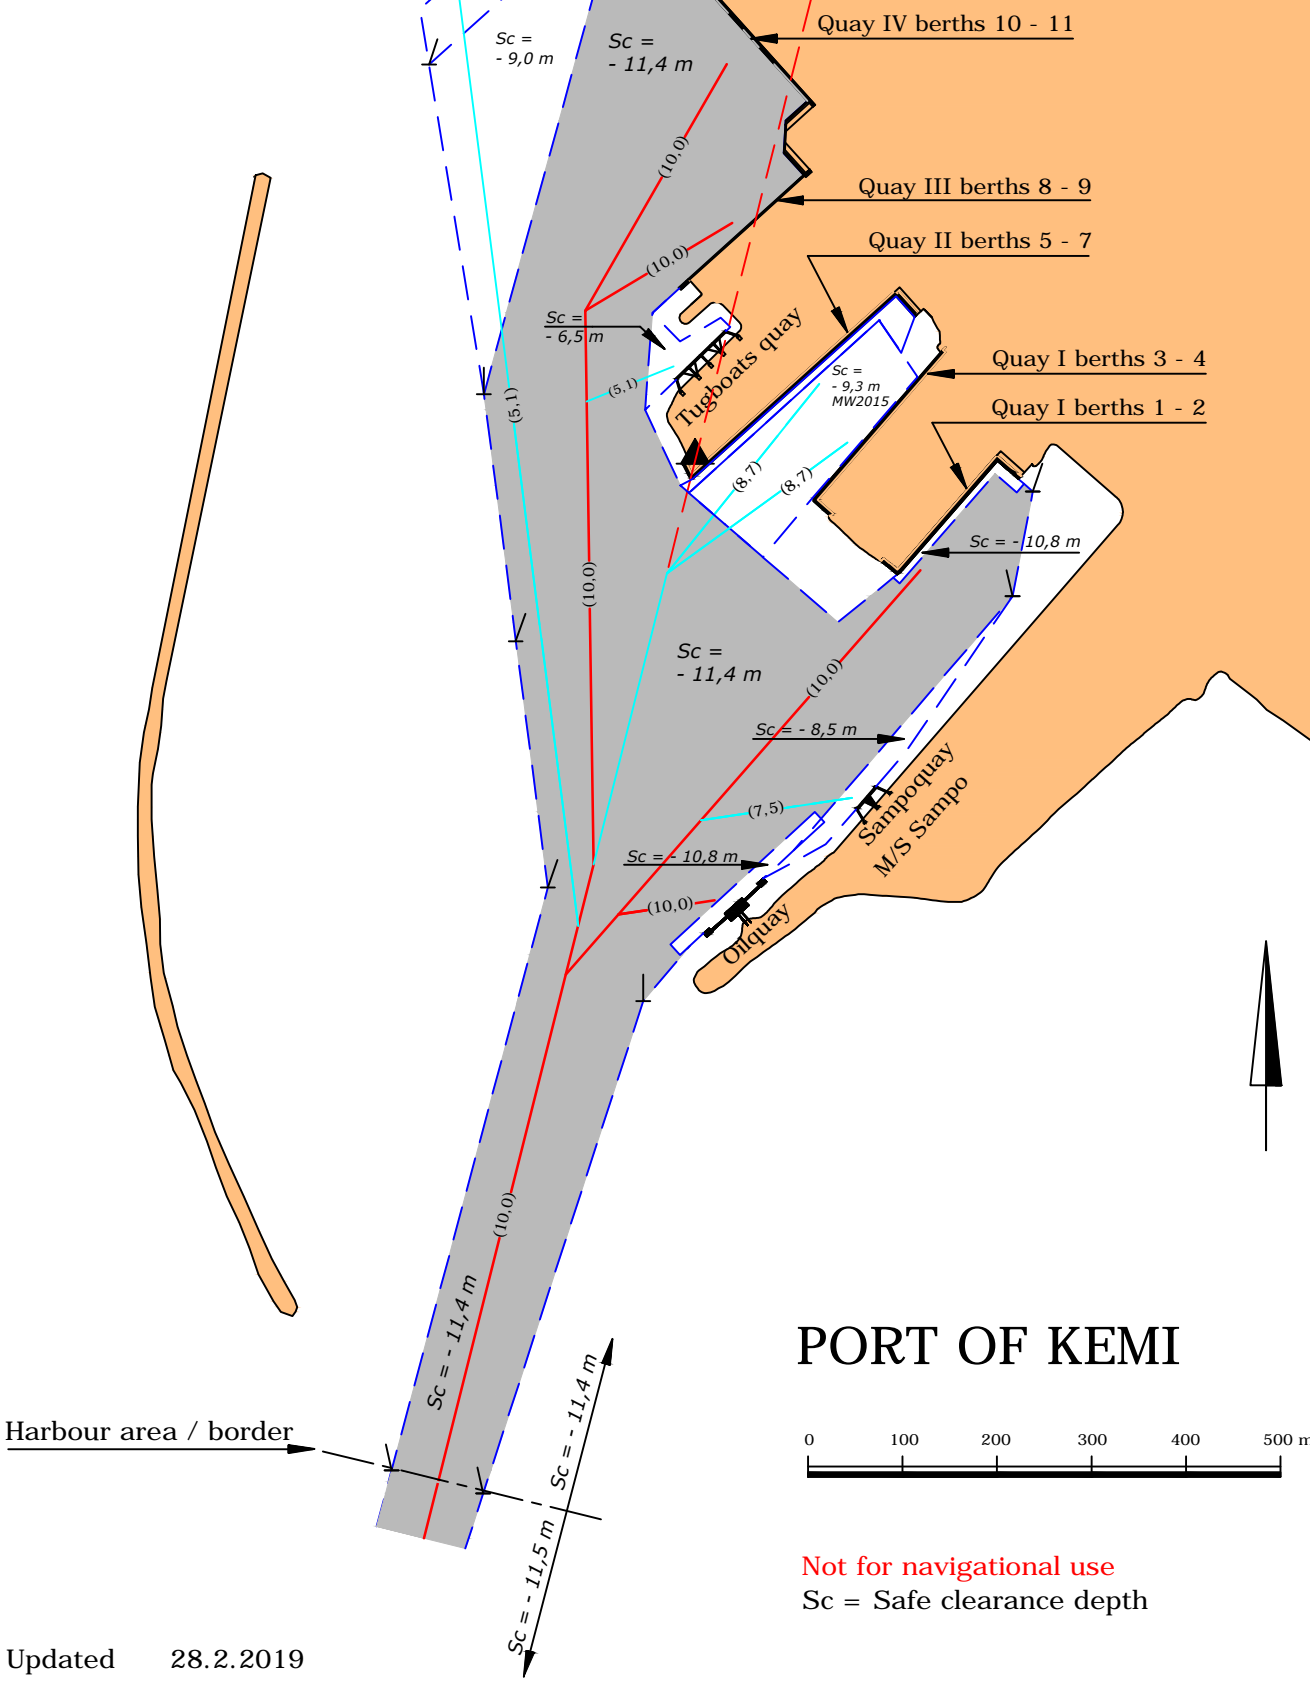 Quay IV berths 10 - 11
Sc =
- 9,0 m
Sc =
- 11,4 m
(10,0)
Quay III berths 8 - 9
Quay II berths 5 - 7
(10,0)
Sc =
- 6,5 m
Tugboats quay
Quay I berths 3 - 4
Sc =
- 9,3 m
MW2015
(5,1)
(5,1)
Quay I berths 1 - 2
(8,7)
(8,7)
Sc = - 10,8 m
(10,0)
Sc =
- 11,4 m
(10,0)
Sc = - 8,5 m
Sampoquay
M/S Sampo
(7,5)
Sc = - 10,8 m
(10,0)
Oilquay
(10,0)
Sc = - 11,4 m
PORT OF KEMI
Sc = - 11,4 m
Harbour area / border
0 100 200 300 400 500 m
Sc = - 11,5 m
Not for navigational use
Sc = Safe clearance depth
Updated 28.2.2019